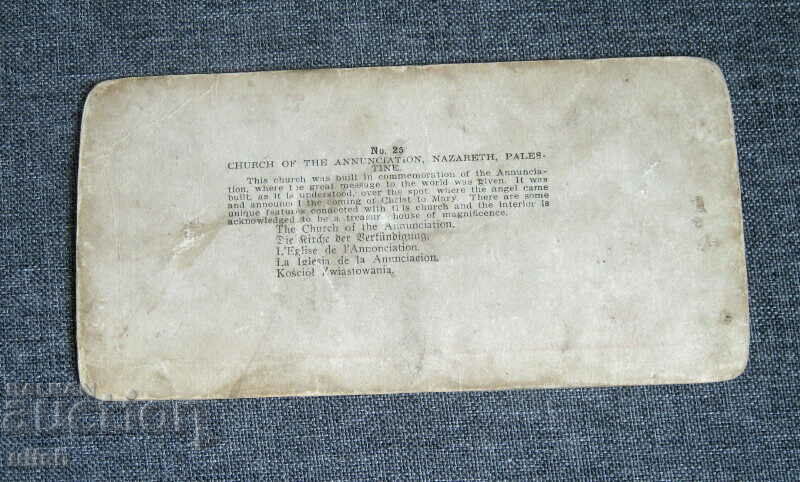 No. 25
CHURCH OF THE ANNUNCIATION, NAZARETH, PALES-
TINE.
This church was built in commemoration of the Annuncia-
tion, where the great message to the world was given. It was
built, as it is understood, over the spot, where the angel came
and announced the coming of Christ to Mary. There are some
unique features connected with this church and the interior is
acknowledged to be a treasure house of magnificence.
The Church of the Annunciation.
Die Kirche der Verkündigung.
L'Eglise de l'Annonciation.
La Iglesia de la Anunciacion.
Kościół Zwiastowania.
BALKAN
auction